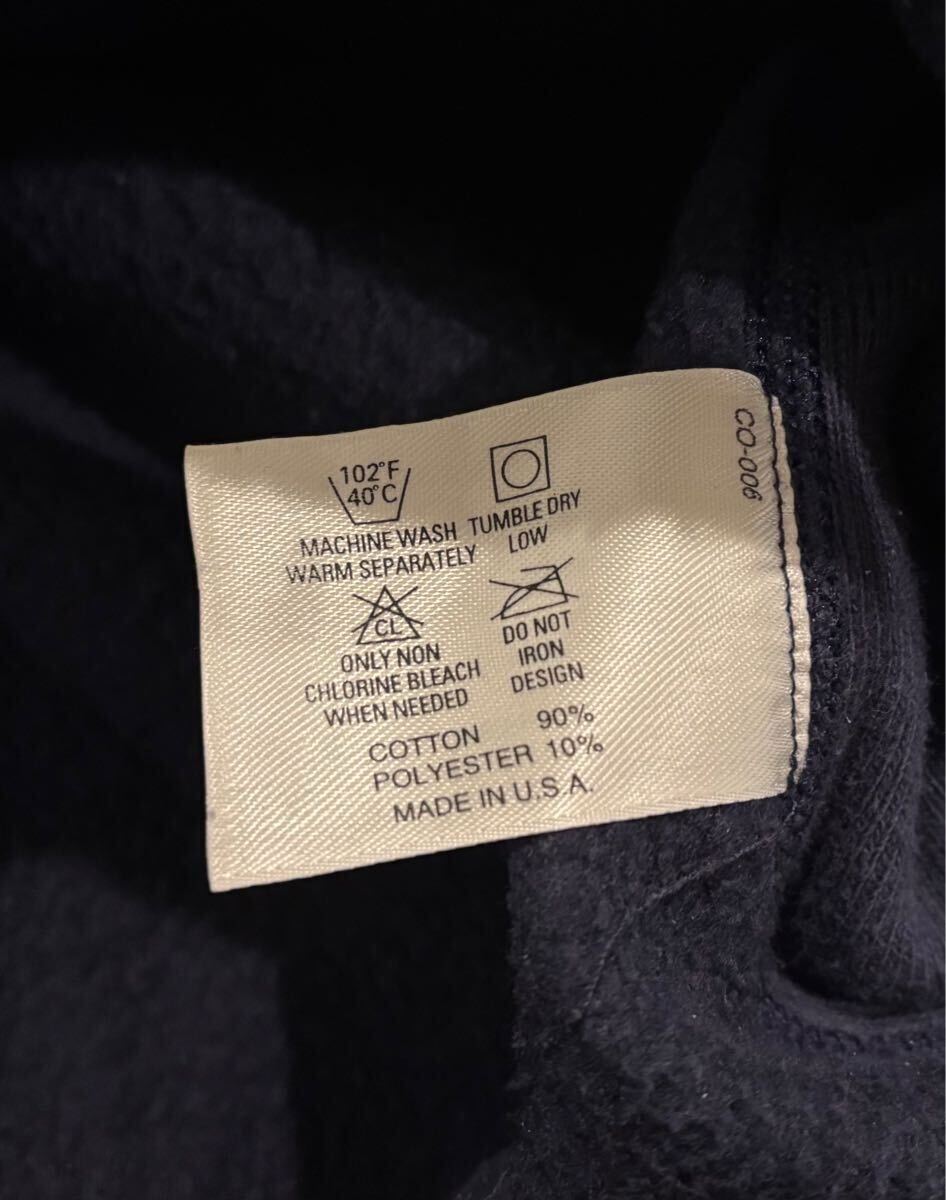 102°F
40°C
MACHINE WASH
WARM SEPARATELY
TUMBLE DRY
LOW
CL
ONLY NON
CHLORINE BLEACH
WHEN NEEDED
DO NOT
IRON
DESIGN
COTTON 90%
POLYESTER 10%
MADE IN U.S.A.
CO-006